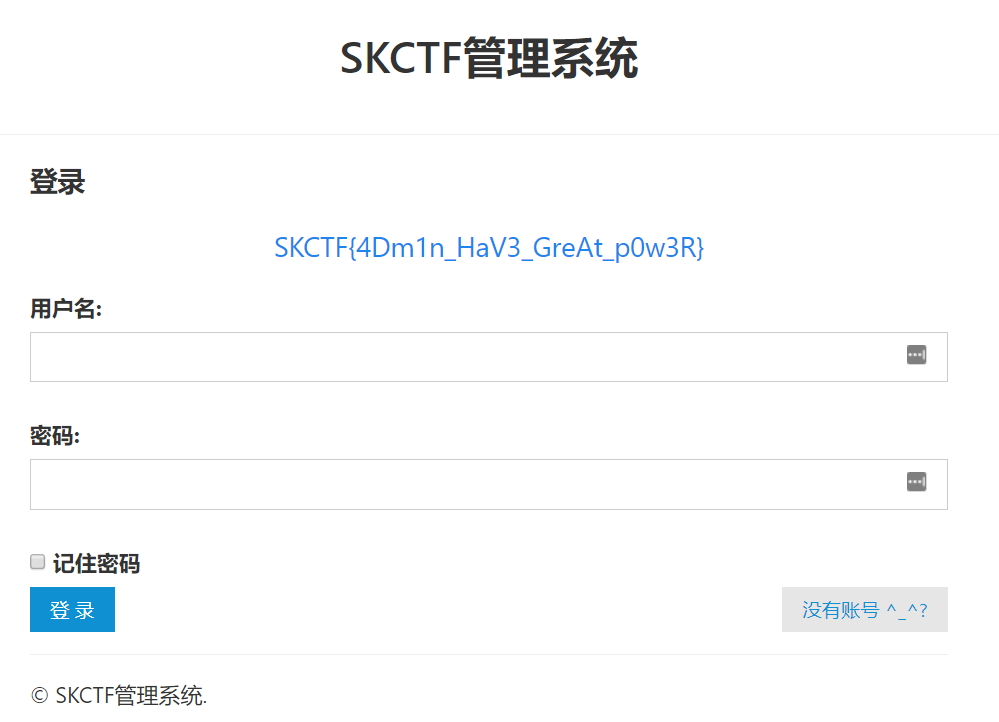 SKCTF管理系统
登录
SKCTF{4Dm1n_HaV3_GreAt_p0w3R}
用户名:
密码:
记住密码
登 录 没有账号 ^_^?
© SKCTF管理系统.